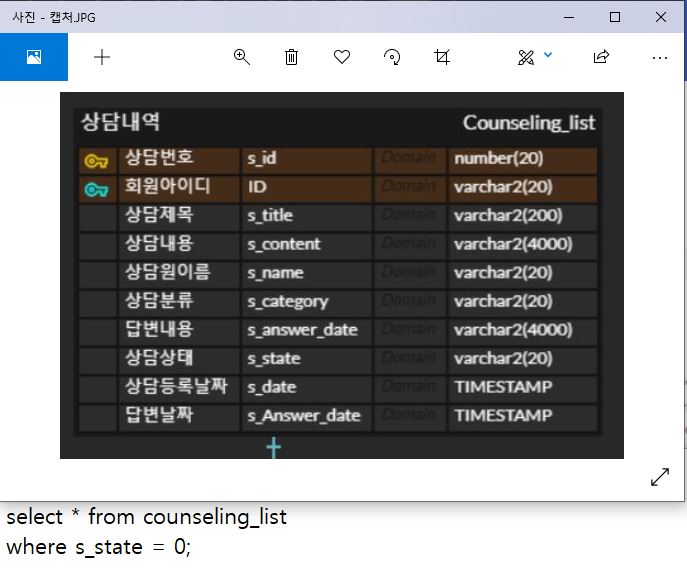 사진 - 캡처.JPG
상담내역 Counseling_list
상담번호 s_id Domain number(20)
회원아이디 ID Domain varchar2(20)
상담제목 s_title Domain varchar2(200)
상담내용 s_content Domain varchar2(4000)
상담원이름 s_name Domain varchar2(20)
상담분류 s_category Domain varchar2(20)
답변내용 s_answer_date Domain varchar2(4000)
상담상태 s_state Domain varchar2(20)
상담등록날짜 s_date Domain TIMESTAMP
답변날짜 s_Answer_date Domain TIMESTAMP
select * from counseling_list
where s_state = 0;